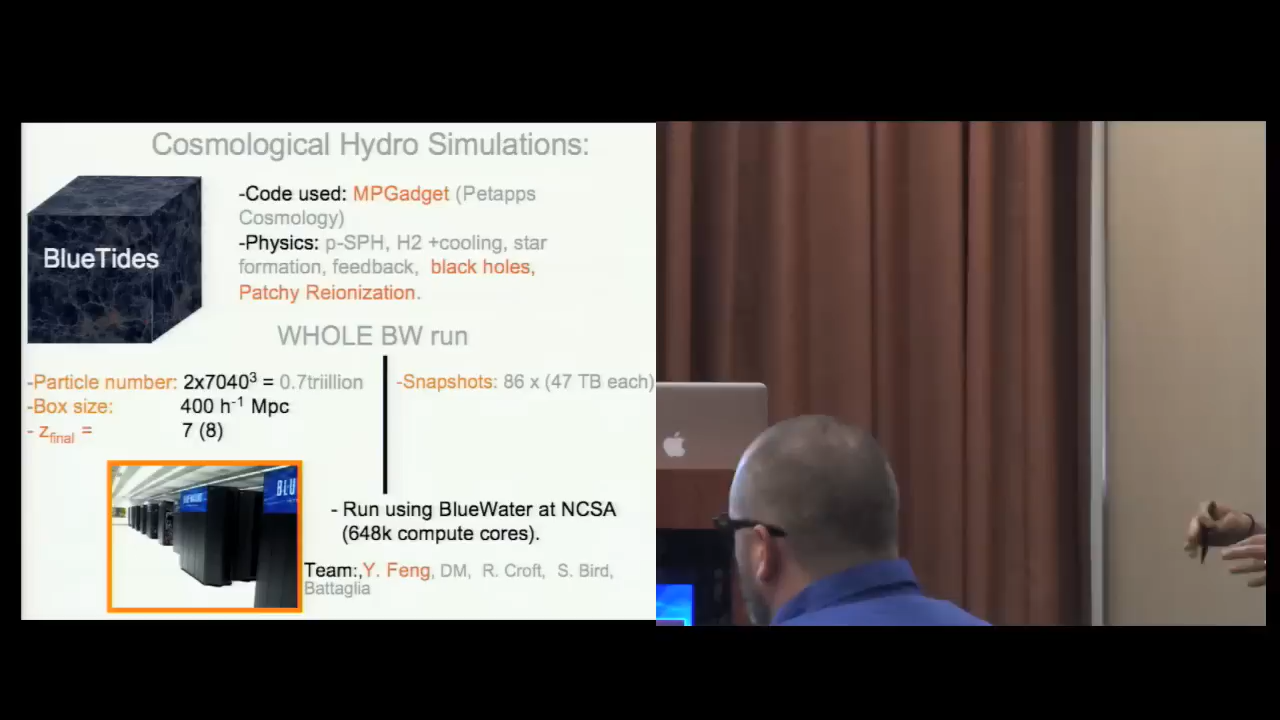 Cosmological Hydro Simulations:
-Code used: MPGadget (Petapps
Cosmology)
-Physics: p-SPH, H2 +cooling, star
formation, feedback, black holes,
Patchy Reionization.
BlueTides
WHOLE BW run
-Particle number: 2x7040³ = 0.7triillion
-Box size: 400 h⁻¹ Mpc
- z_final = 7 (8)
-Snapshots: 86 x (47 TB each)
BLU
- Run using BlueWater at NCSA
(648k compute cores).
Team:,Y. Feng, DM, R. Croft, S. Bird,
Battaglia